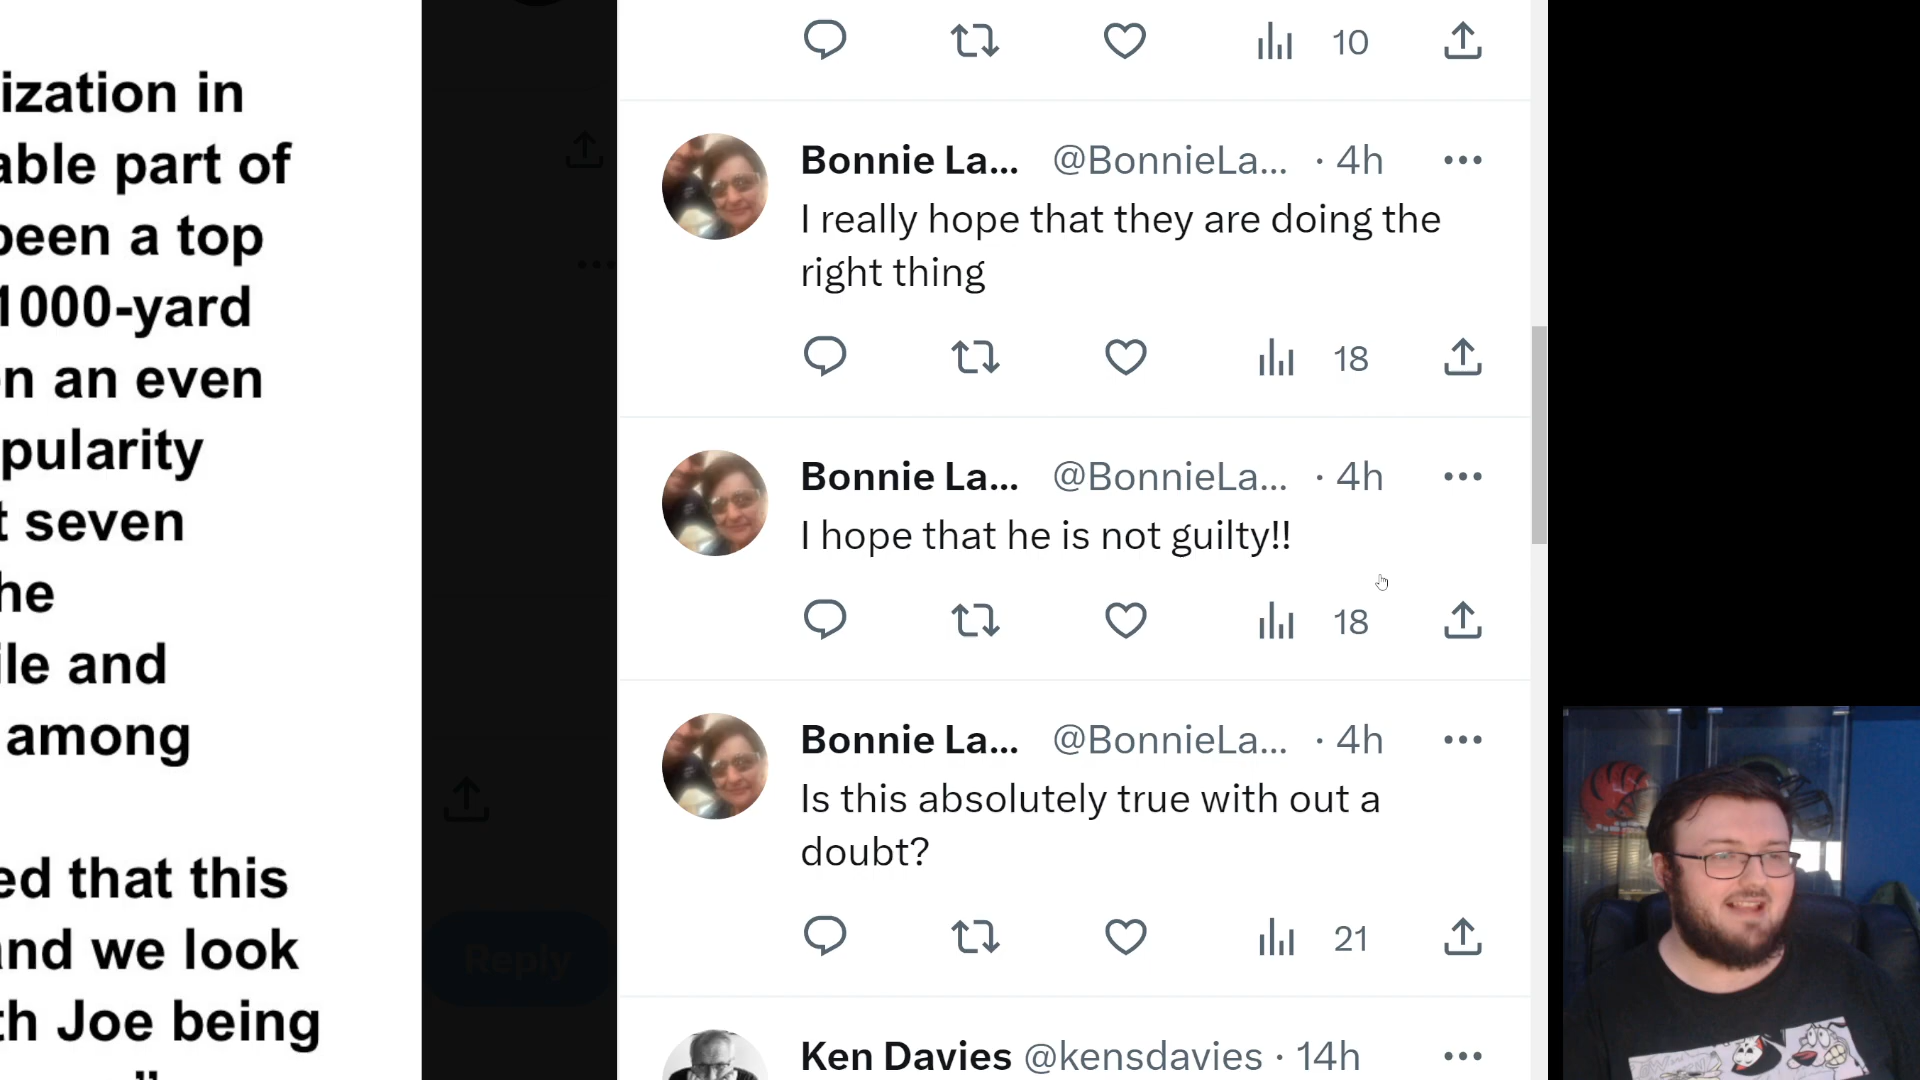 ization in
able part of
been a top
1000-yard
n an even
pularity
t seven
he
ile and
among
ed that this
and we look
th Joe being
10
Bonnie La... @BonnieLa... · 4h
I really hope that they are doing the
right thing
18
Bonnie La... @BonnieLa... · 4h
I hope that he is not guilty!!
18
Bonnie La... @BonnieLa... · 4h
Is this absolutely true with out a
doubt?
21
Ken Davies @kensdavies · 14h
Reply